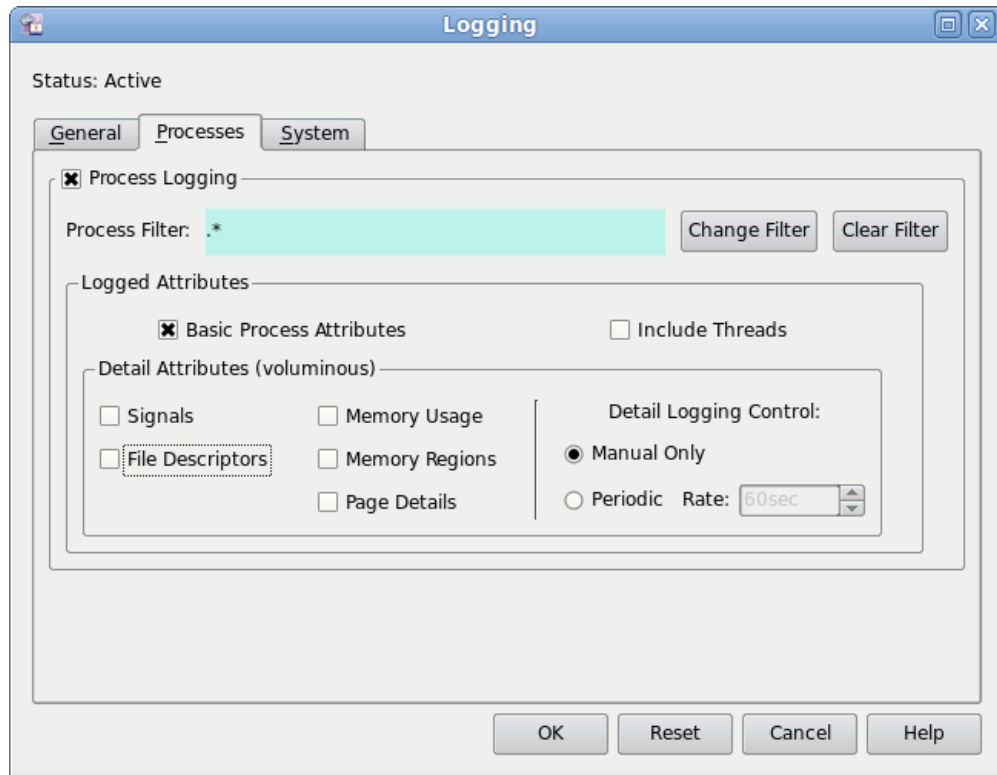 Logging
Status: Active
General Processes System
Process Logging
Process Filter: .* Change Filter Clear Filter
Logged Attributes
Basic Process Attributes Include Threads
Detail Attributes (voluminous)
Signals Memory Usage Detail Logging Control:
File Descriptors Memory Regions Manual Only
Page Details Periodic Rate: 60sec
OK Reset Cancel Help